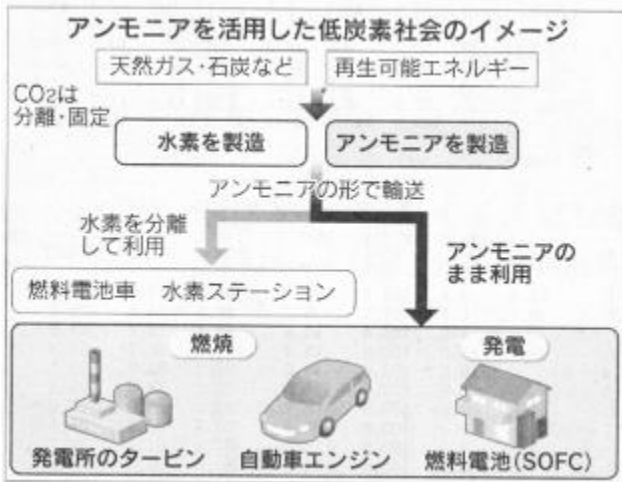 アンモニアを活用した低炭素社会のイメージ
天然ガス・石炭など
再生可能エネルギー
CO2は
分離・固定
水素を製造
アンモニアを製造
アンモニアの形で輸送
水素を分離
して利用
アンモニアの
まま利用
燃料電池車 水素ステーション
燃焼
発電
発電所のタービン
自動車エンジン
燃料電池(SOFC)